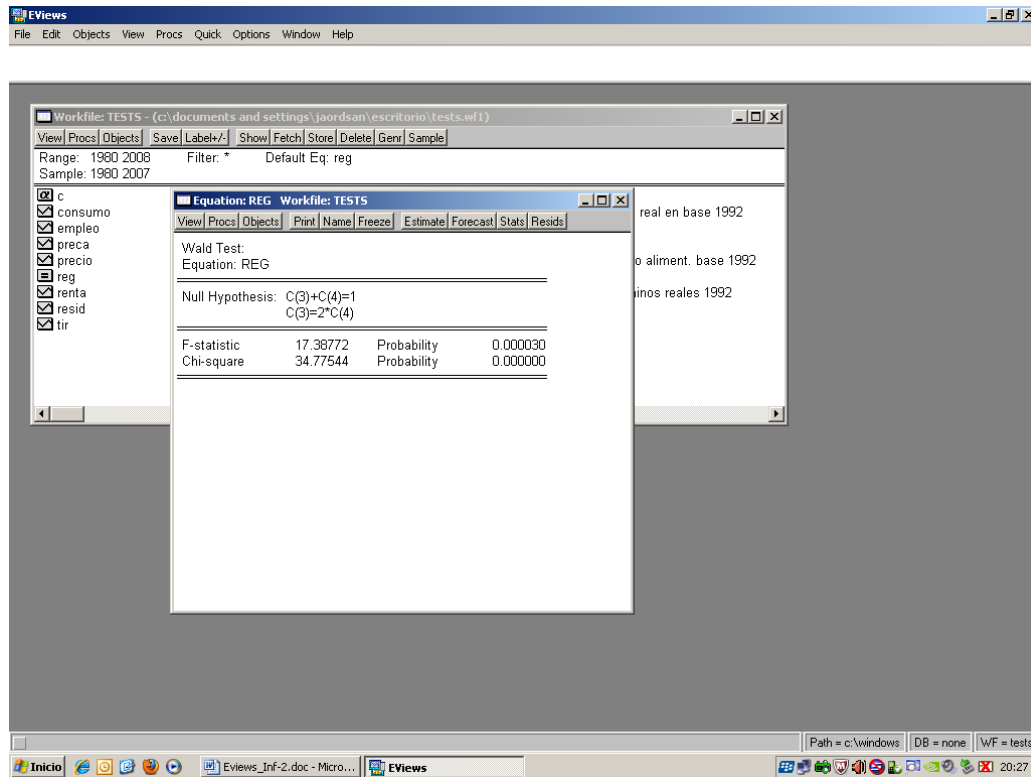 EViews
File Edit Objects View Procs Quick Options Window Help
Workfile: TESTS - (c:\documents and settings\jaordsan\escritorio\tests.wf1)
View Procs Objects Save Label+/- Show Fetch Store Delete Genr Sample
Range: 1980 2008 Filter: * Default Eq: reg
Sample: 1980 2007
c
consumo
empleo
preca
precio
reg
renta
resid
tir
real en base 1992
o aliment. base 1992
inos reales 1992
Equation: REG Workfile: TESTS
View Procs Objects Print Name Freeze Estimate Forecast Stats Resids
Wald Test:
Equation: REG
Null Hypothesis: C(3)+C(4)=1
C(3)=2*C(4)
F-statistic 17.38772 Probability 0.000030
Chi-square 34.77544 Probability 0.000000
Path = c:\windows DB = none WF = tests
Inicio Eviews_Inf-2.doc - Micro... EViews 20:27